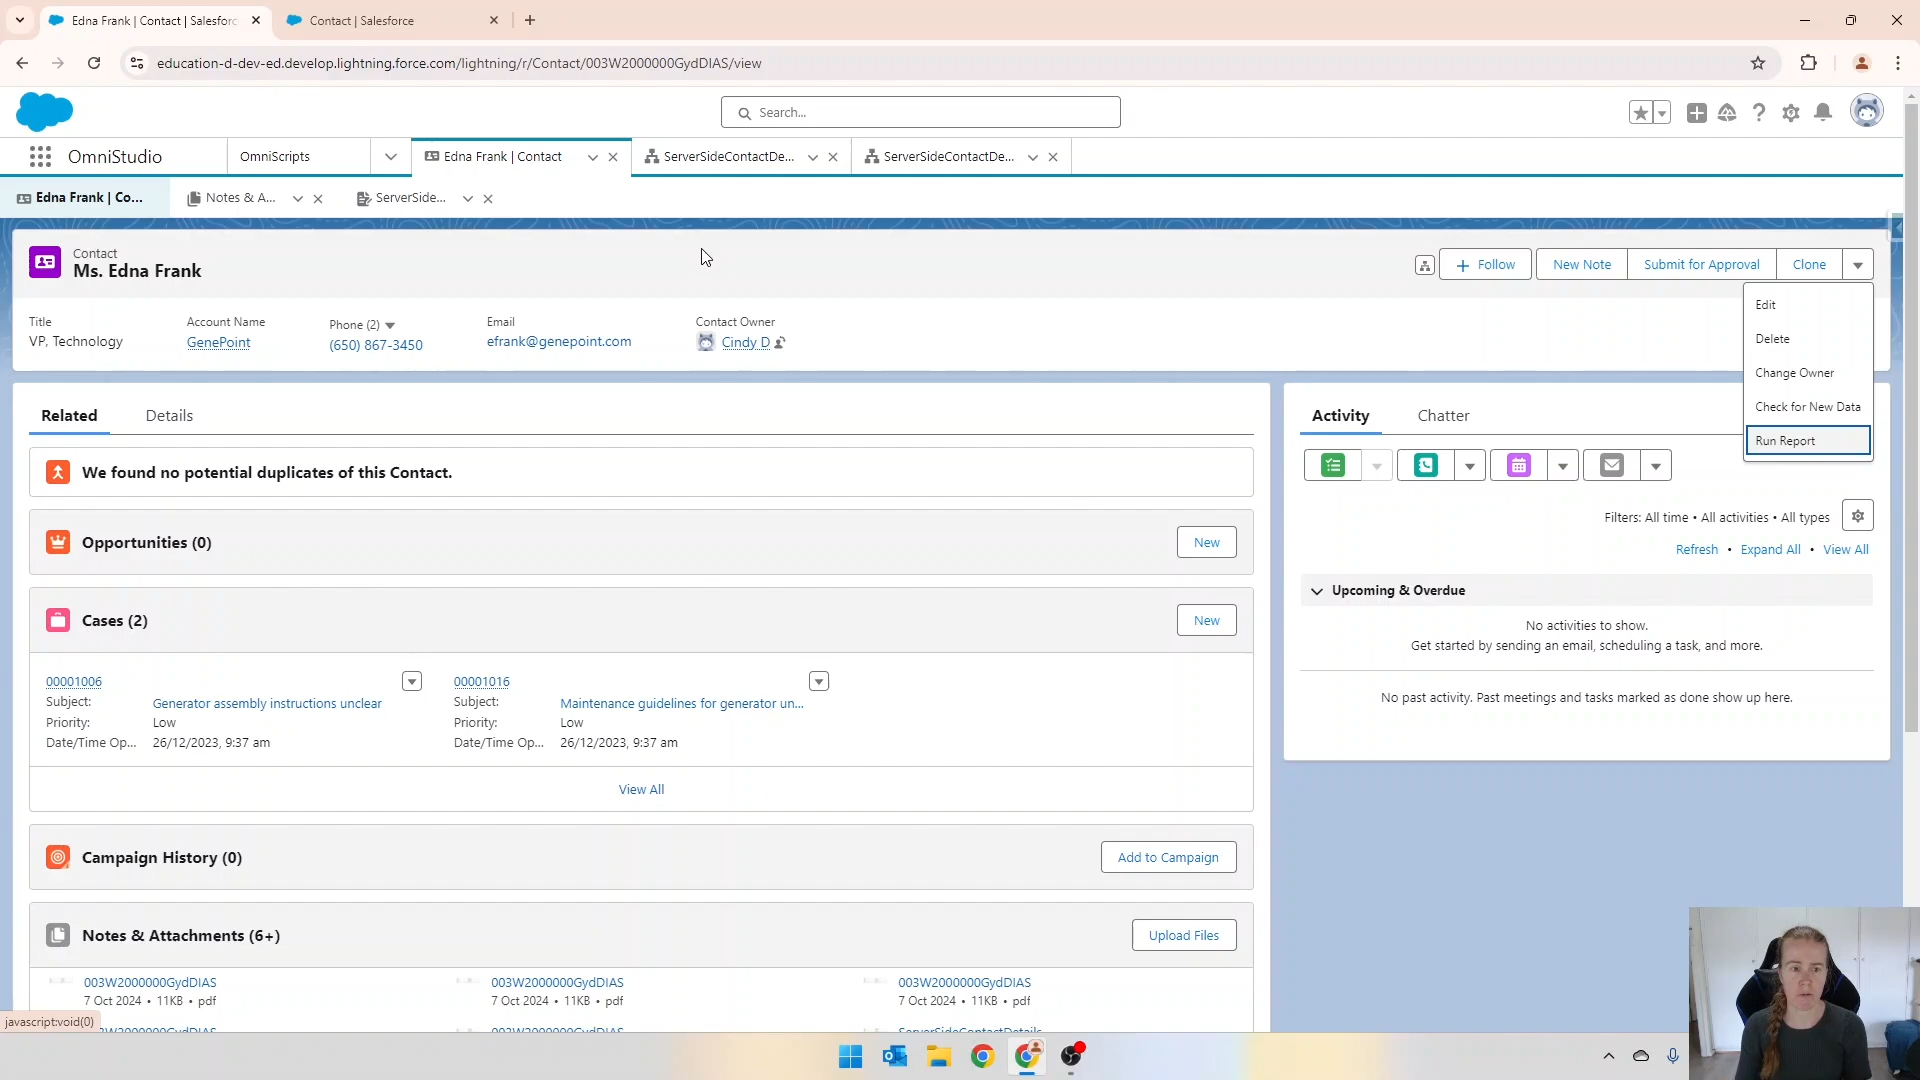 Edna Frank | Contact | Salesforc
Contact | Salesforce
education-d-dev-ed.develop.lightning.force.com/lightning/r/Contact/003W2000000GydDIAS/view
Search...
OmniStudio
OmniScripts
Edna Frank | Contact
ServerSideContactDe...
ServerSideContactDe...
Edna Frank | Co...
Notes & A...
ServerSide...
Contact
Ms. Edna Frank
Follow
New Note
Submit for Approval
Clone
Title
VP, Technology
Account Name
GenePoint
Phone (2)
(650) 867-3450
Email
efrank@genepoint.com
Contact Owner
Cindy D
Edit
Delete
Change Owner
Check for New Data
Run Report
Related
Details
We found no potential duplicates of this Contact.
Opportunities (0)
New
Cases (2)
New
00001006
Subject:
Generator assembly instructions unclear
Priority:
Low
Date/Time Op...
26/12/2023, 9:37 am
00001016
Subject:
Maintenance guidelines for generator un...
Priority:
Low
Date/Time Op...
26/12/2023, 9:37 am
View All
Campaign History (0)
Add to Campaign
Notes & Attachments (6+)
Upload Files
003W2000000GydDIAS
7 Oct 2024 • 11KB • pdf
003W2000000GydDIAS
7 Oct 2024 • 11KB • pdf
003W2000000GydDIAS
7 Oct 2024 • 11KB • pdf
Activity
Chatter
Filters: All time • All activities • All types
Refresh • Expand All • View All
Upcoming & Overdue
No activities to show.
Get started by sending an email, scheduling a task, and more.
No past activity. Past meetings and tasks marked as done show up here.
javascript:void(0)